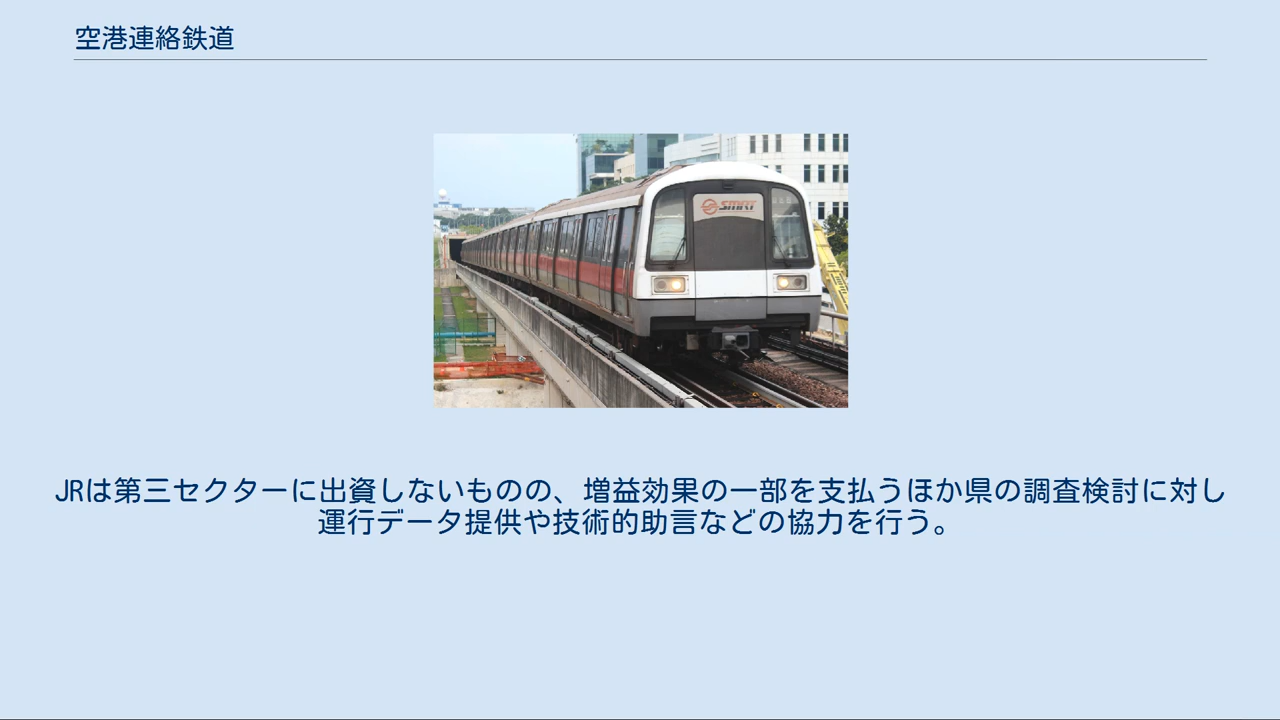 空港連絡鉄道
SMRT
JRは第三セクターに出資しないものの、増益効果の一部を支払うほか県の調査検討に対し
運行データ提供や技術的助言などの協力を行う。